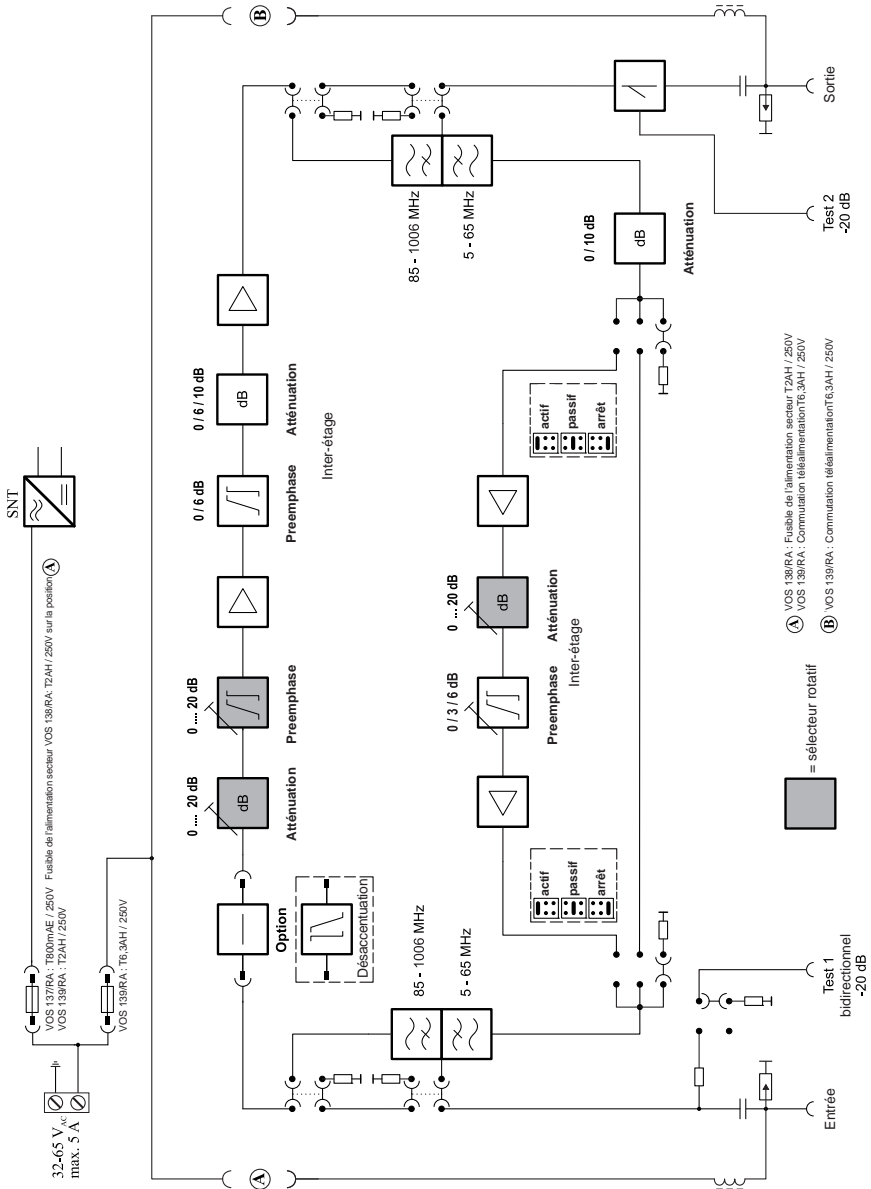 32-65 VAC
max. 5 A
VOS 137/RA : T800mAE / 250V Fusible de l'alimentation secteur VOS 138/RA: T2AH / 250V sur la position A
VOS 139/RA : T2AH / 250V
VOS 139/RA : T6,3AH / 250V
SNT
A
B
Option
Désaccentuation
0 .... 20 dB
dB
Atténuation
0 .... 20 dB
Preemphase
0 / 6 dB
Preemphase
0 / 6 / 10 dB
dB
Atténuation
Inter-étage
85 - 1006 MHz
5 - 65 MHz
85 - 1006 MHz
5 - 65 MHz
actif
passif
arrêt
0 / 3 / 6 dB
Preemphase
0 ... 20 dB
dB
Atténuation
Inter-étage
actif
passif
arrêt
0 / 10 dB
dB
Atténuation
Entrée
Test 1
bidirectionnel
-20 dB
= sélecteur rotatif
A VOS 138/RA : Fusible de l'alimentation secteur T2AH / 250V
VOS 139/RA : Commutation téléalimentationT6,3AH / 250V
B VOS 139/RA : Commutation téléalimentationT6,3AH / 250V
Test 2
-20 dB
Sortie